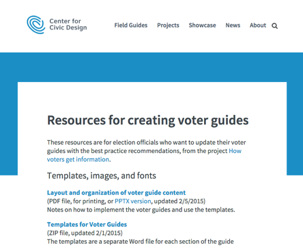 Center for
Civic Design
Field Guides Projects Showcase News About
Resources for creating voter guides
These resources are for election officials who want to update their voter
guides with the best practice recommendations, from the project How
voters get information.
Templates, images, and fonts
Layout and organization of voter guide content
(PDF file, for printing, or PPTX version, updated 2/5/2015)
Notes on how to implement the voter guides and use the templates.
Templates for Voter Guides
(ZIP file, updated 2/1/2015)
The templates are a separate Word file for each section of the guide